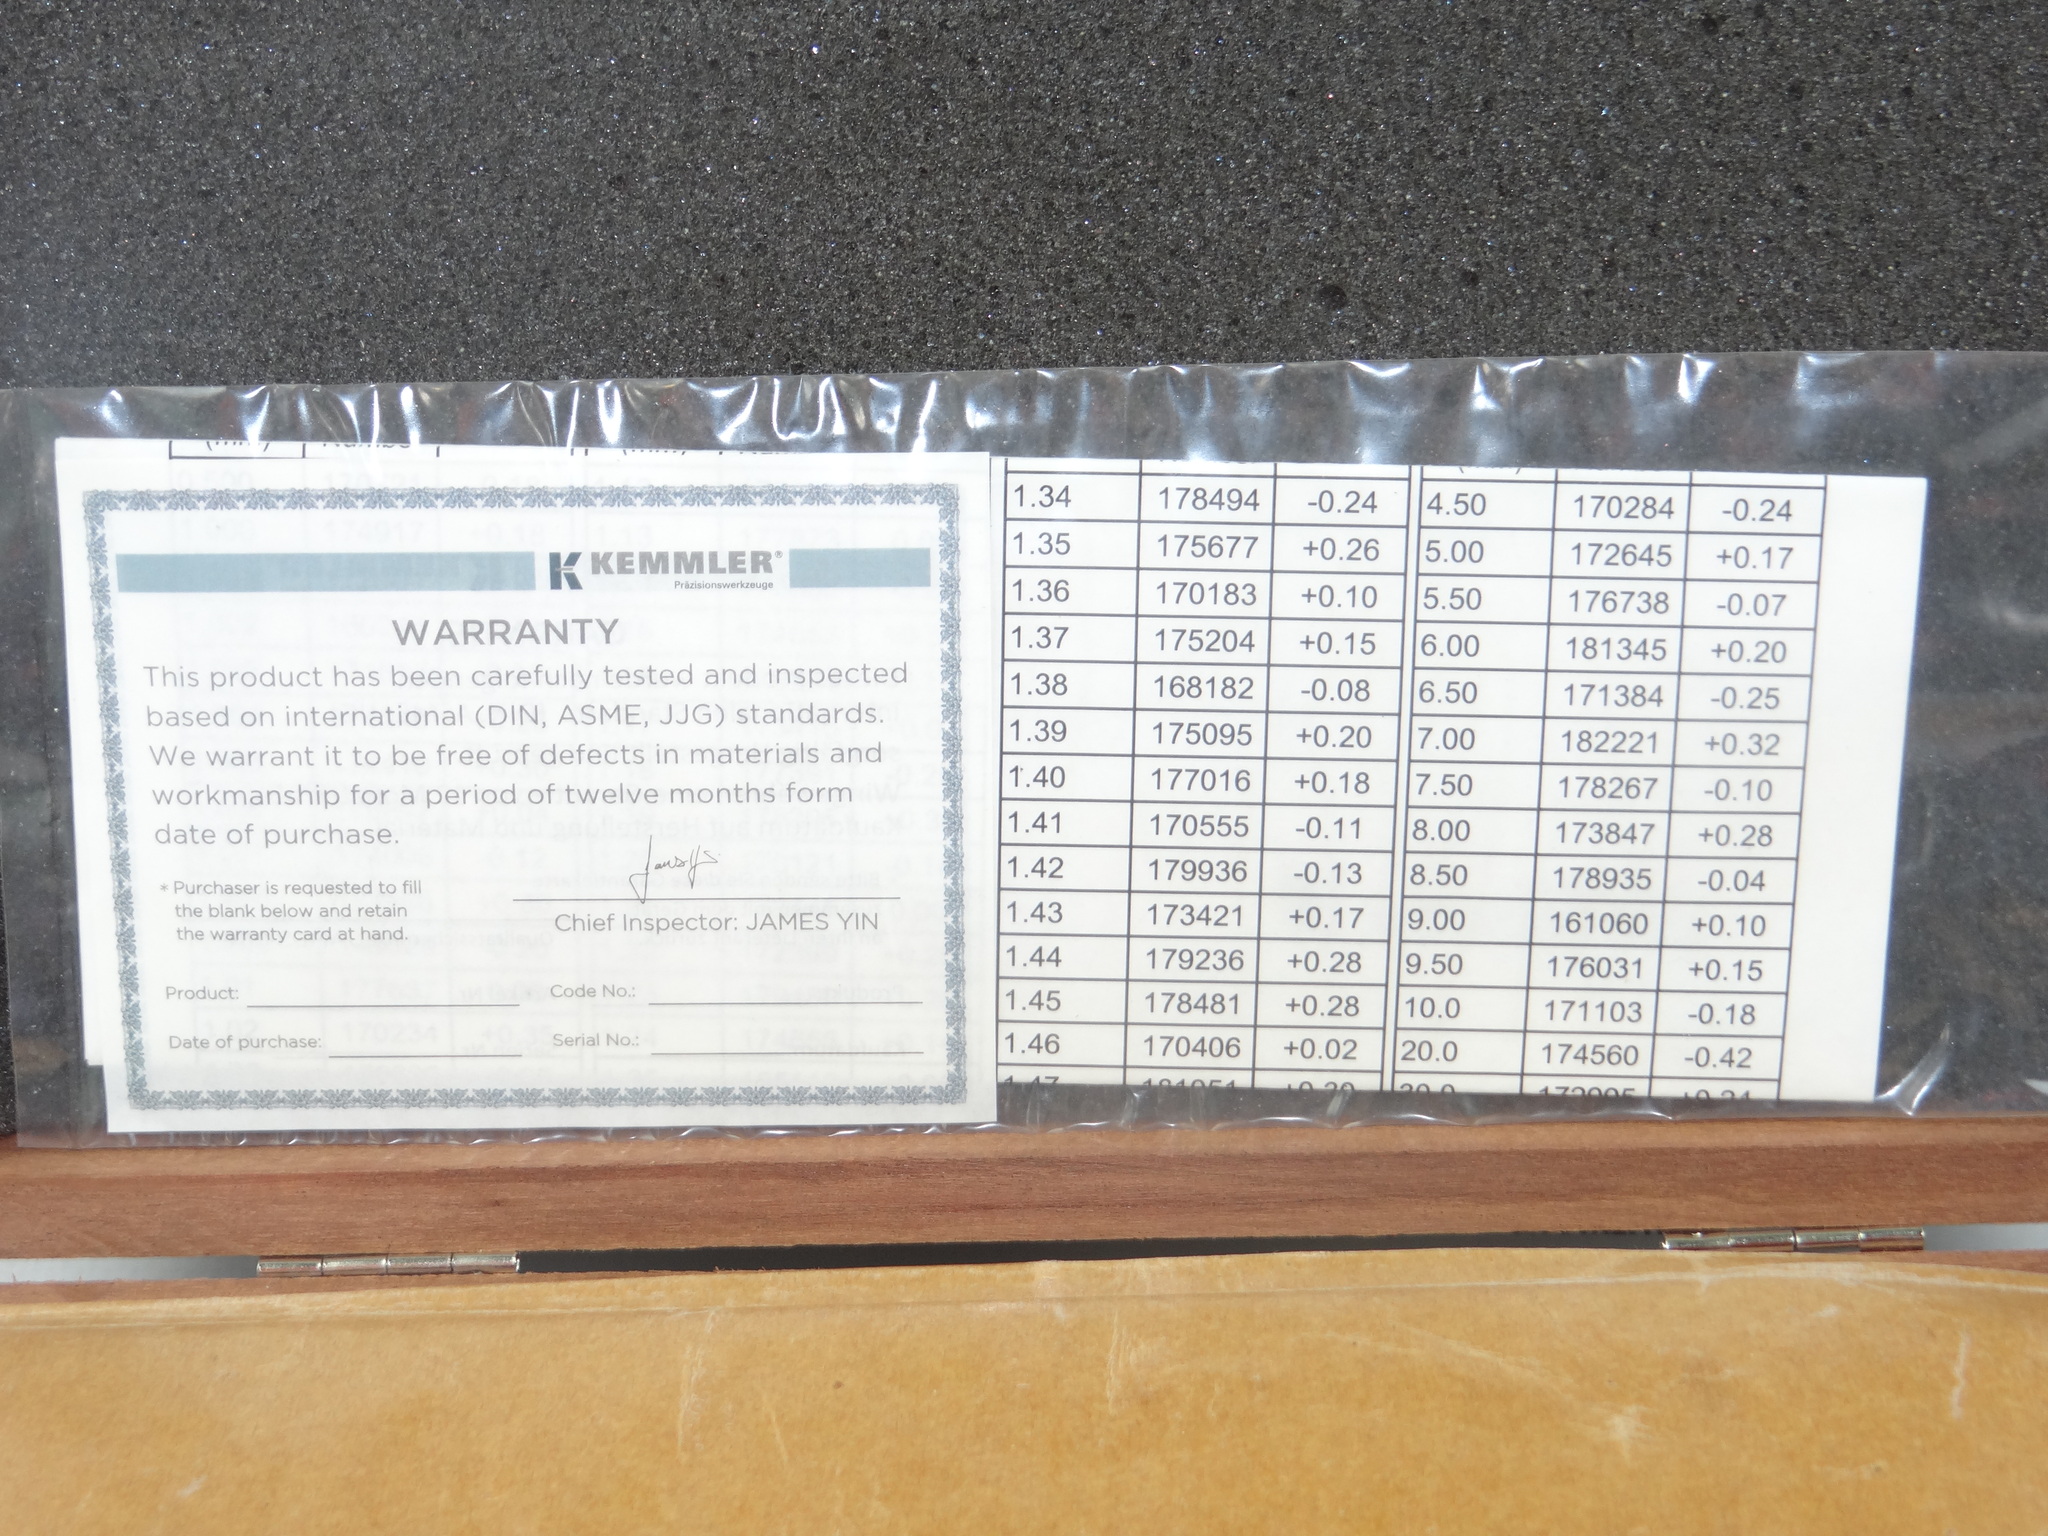 KEMMLER®
Präzisionswerkzeuge
WARRANTY
This product has been carefully tested and inspected
based on international (DIN, ASME, JJG) standards.
We warrant it to be free of defects in materials and
workmanship for a period of twelve months form
date of purchase.
* Purchaser is requested to fill
the blank below and retain
the warranty card at hand.
Chief Inspector: JAMES YIN
Product:
Code No.:
Date of purchase:
Serial No.:
1.34 178494 -0.24 4.50 170284 -0.24
1.35 175677 +0.26 5.00 172645 +0.17
1.36 170183 +0.10 5.50 176738 -0.07
1.37 175204 +0.15 6.00 181345 +0.20
1.38 168182 -0.08 6.50 171384 -0.25
1.39 175095 +0.20 7.00 182221 +0.32
1.40 177016 +0.18 7.50 178267 -0.10
1.41 170555 -0.11 8.00 173847 +0.28
1.42 179936 -0.13 8.50 178935 -0.04
1.43 173421 +0.17 9.00 161060 +0.10
1.44 179236 +0.28 9.50 176031 +0.15
1.45 178481 +0.28 10.0 171103 -0.18
1.46 170406 +0.02 20.0 174560 -0.42